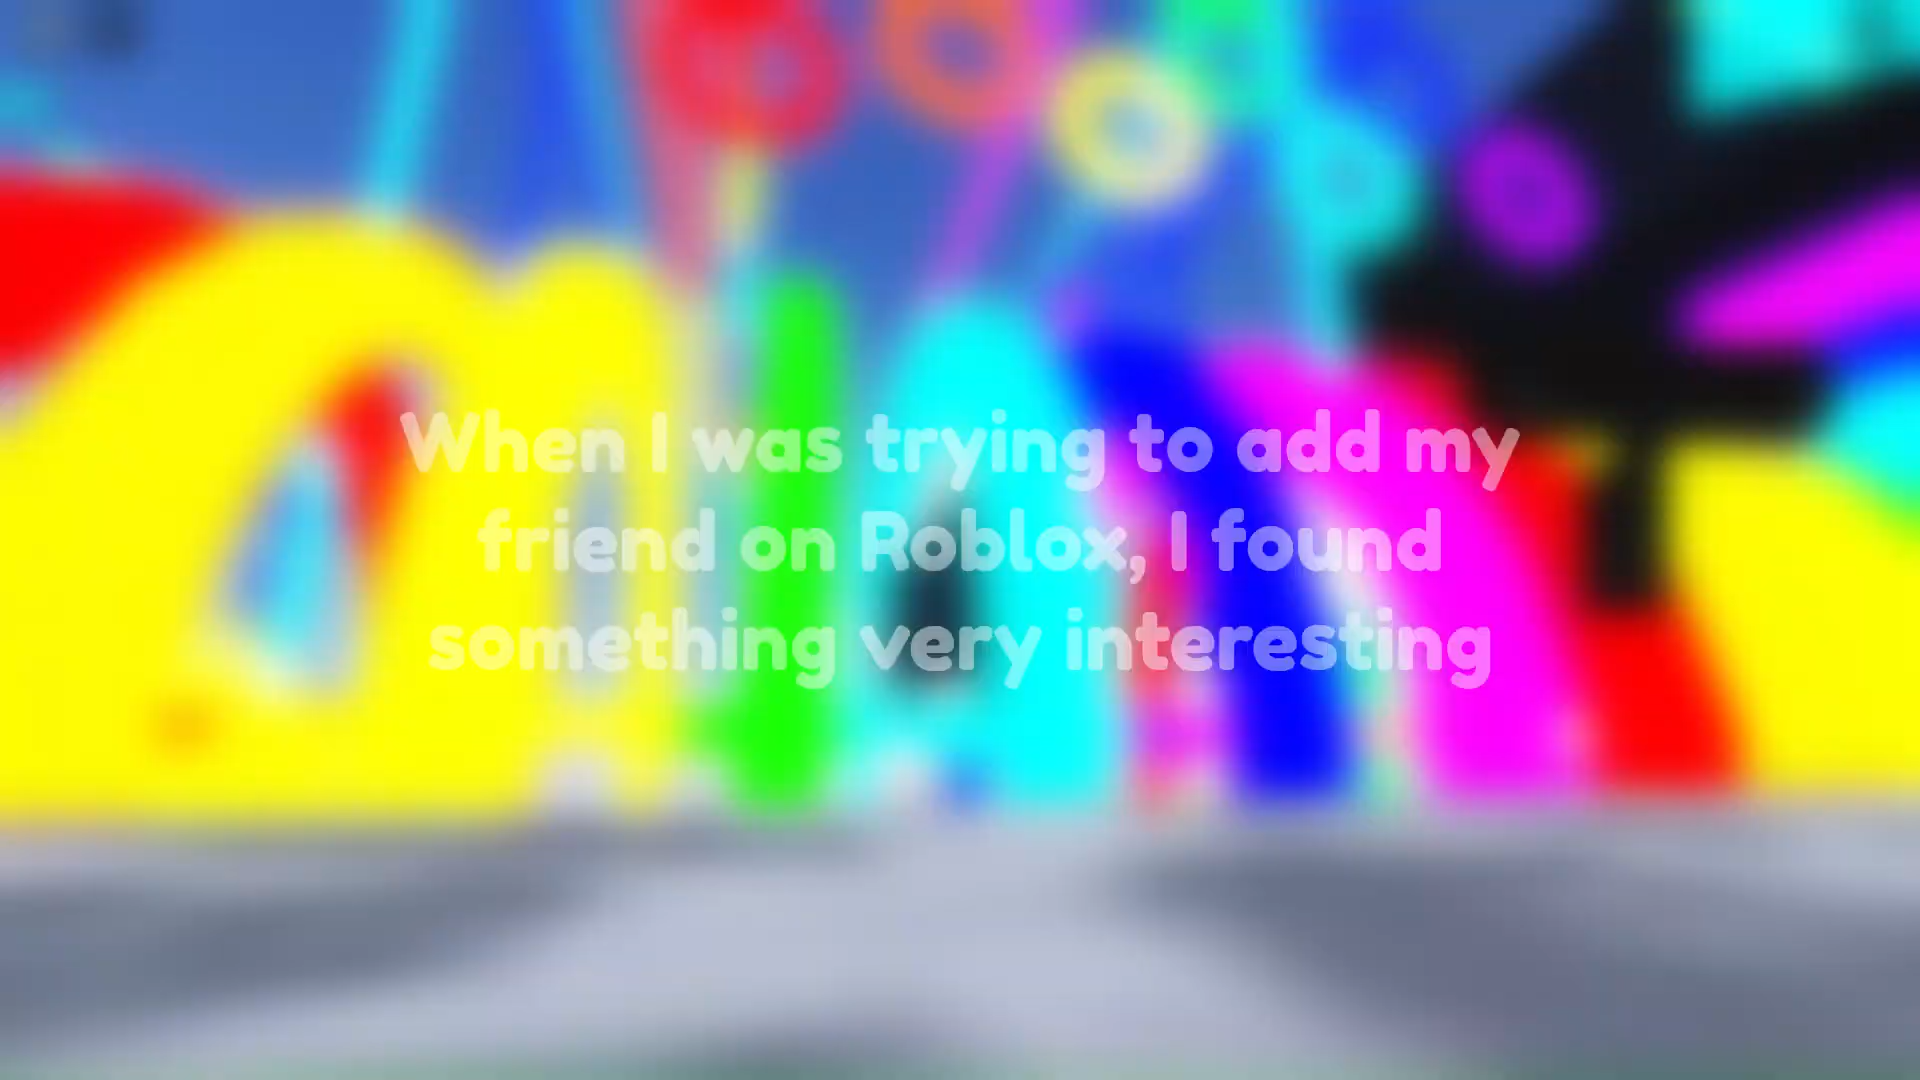 When I was trying to add my
friend on Roblox, I found
something very interesting